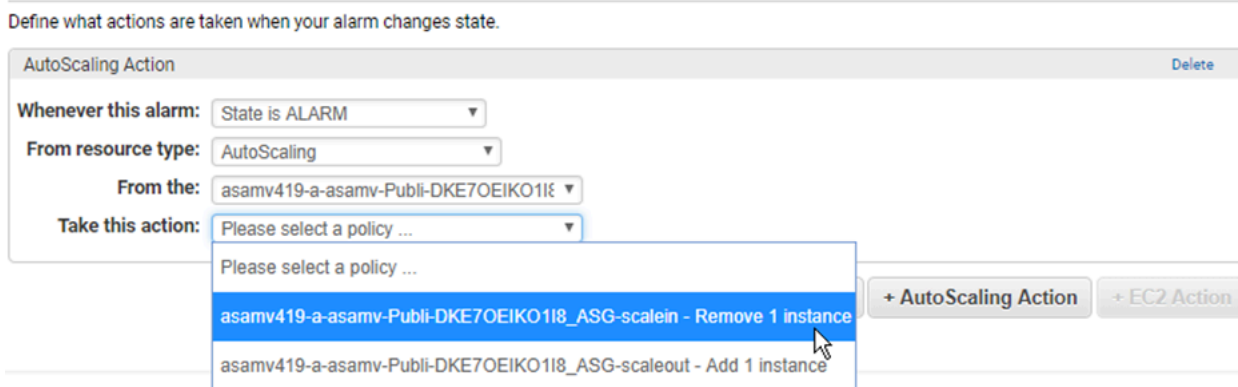 Define what actions are taken when your alarm changes state.
AutoScaling Action Delete
Whenever this alarm: State is ALARM
From resource type: AutoScaling
From the: asamv419-a-asamv-Publi-DKE7OEIKO1I8
Take this action: Please select a policy ...
Please select a policy ...
+ AutoScaling Action + EC2 Action
asamv419-a-asamv-Publi-DKE7OEIKO1I8_ASG-scalein - Remove 1 instance
asamv419-a-asamv-Publi-DKE7OEIKO1I8_ASG-scaleout - Add 1 instance